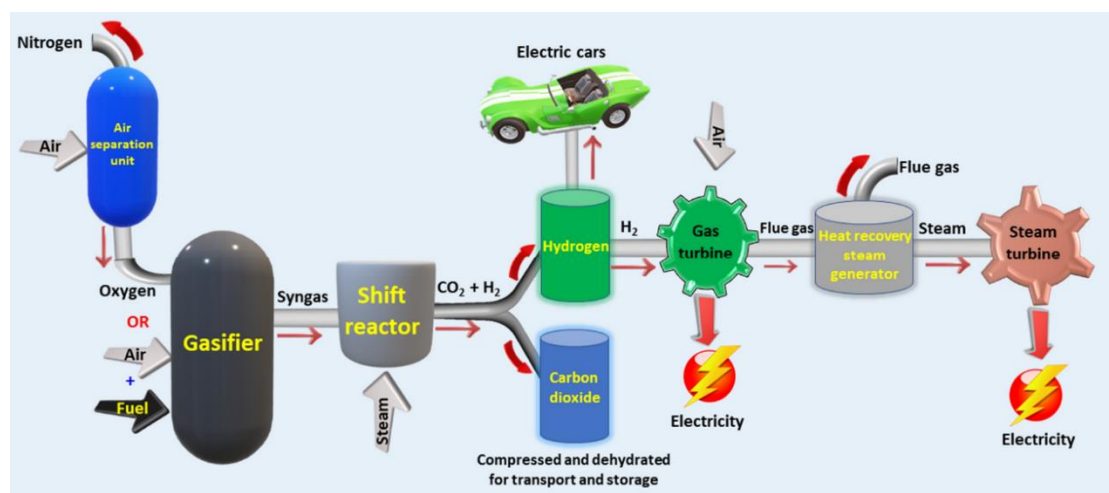 Nitrogen
Air
separation
unit
Air
Oxygen
OR
Air
+
Fuel
Gasifier
Syngas
Shift
reactor
Steam
CO₂ + H₂
Electric cars
Hydrogen
Carbon
dioxide
Compressed and dehydrated
for transport and storage
H₂
Air
Gas
turbine
Electricity
Flue gas
Heat recovery
steam
generator
Flue gas
Steam
Steam
turbine
Electricity